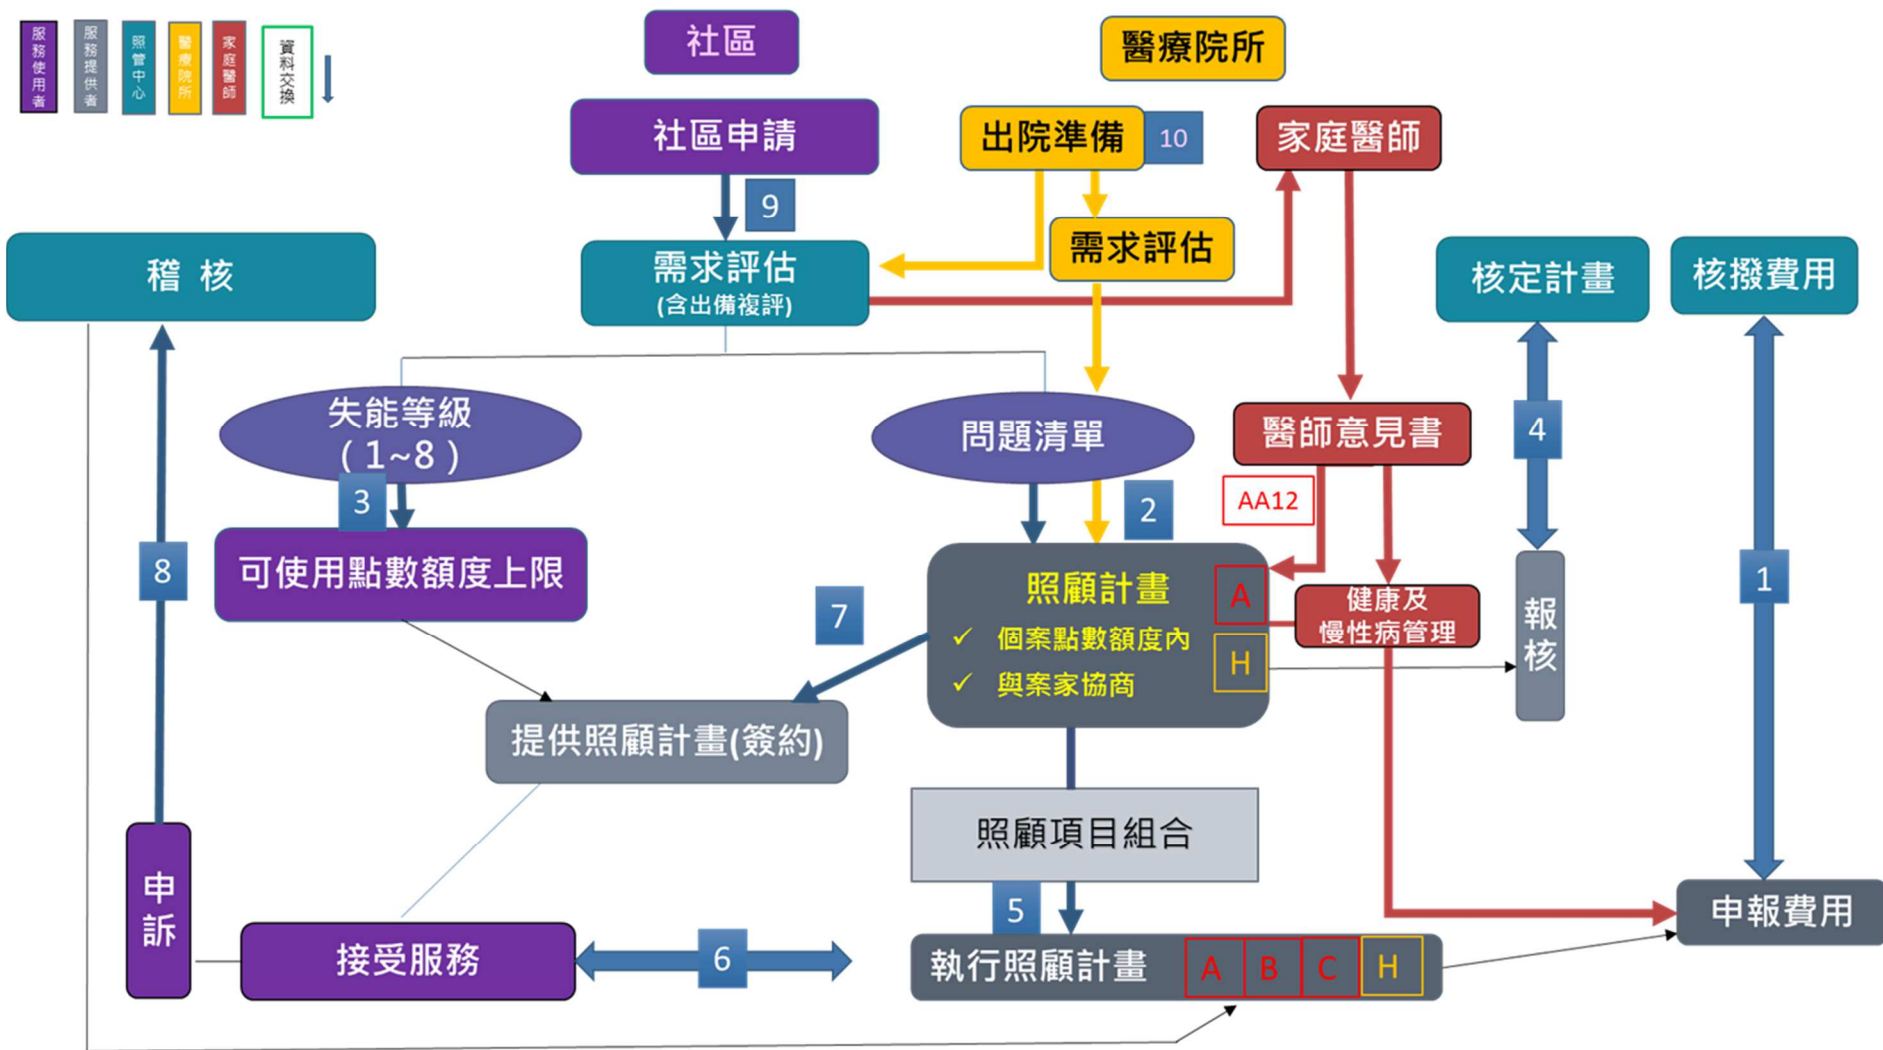 服務使用者
服務提供者
照管中心
醫療院所
家庭醫師
資料交換
社區
醫療院所
社區申請
出院準備
10
家庭醫師
9
需求評估
(含出備複評)
需求評估
稽 核
核定計畫
核撥費用
失能等級
(1~8)
問題清單
醫師意見書
4
3
2
AA12
可使用點數額度上限
8
7
照顧計畫
A
✓ 個案點數額度內
H
✓ 與案家協商
健康及
慢性病管理
報核
1
提供照顧計畫(簽約)
照顧項目組合
申訴
5
接受服務
6
執行照顧計畫
A
B
C
H
申報費用